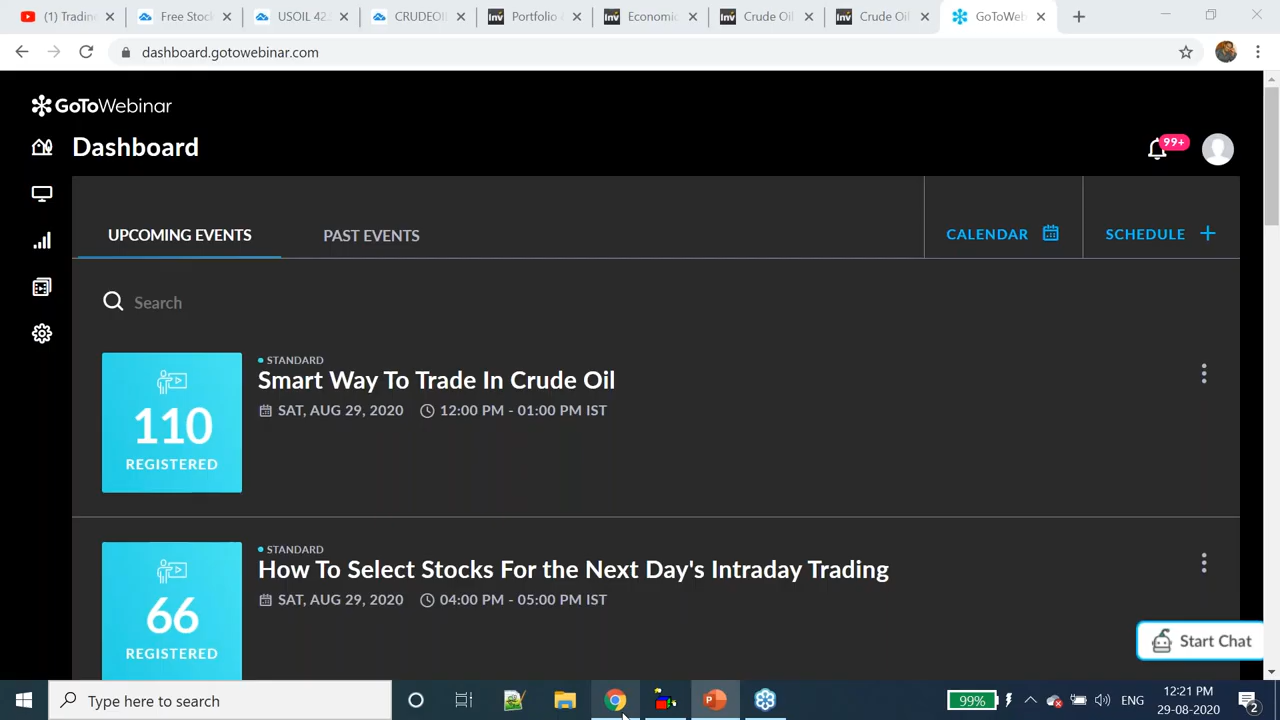 Tradin
Free Stock
USOIL 42.
CRUDEOI
Portfolio
Economic
Crude Oil
Crude Oil
GoToWeb
dashboard.gotowebinar.com
GoToWebinar
Dashboard
99+
UPCOMING EVENTS
PAST EVENTS
CALENDAR
SCHEDULE
Search
STANDARD
Smart Way To Trade In Crude Oil
SAT, AUG 29, 2020
12:00 PM - 01:00 PM IST
110
REGISTERED
STANDARD
How To Select Stocks For the Next Day's Intraday Trading
SAT, AUG 29, 2020
04:00 PM - 05:00 PM IST
66
REGISTERED
Start Chat
Type here to search
99%
ENG
12:21 PM
29-08-2020
2